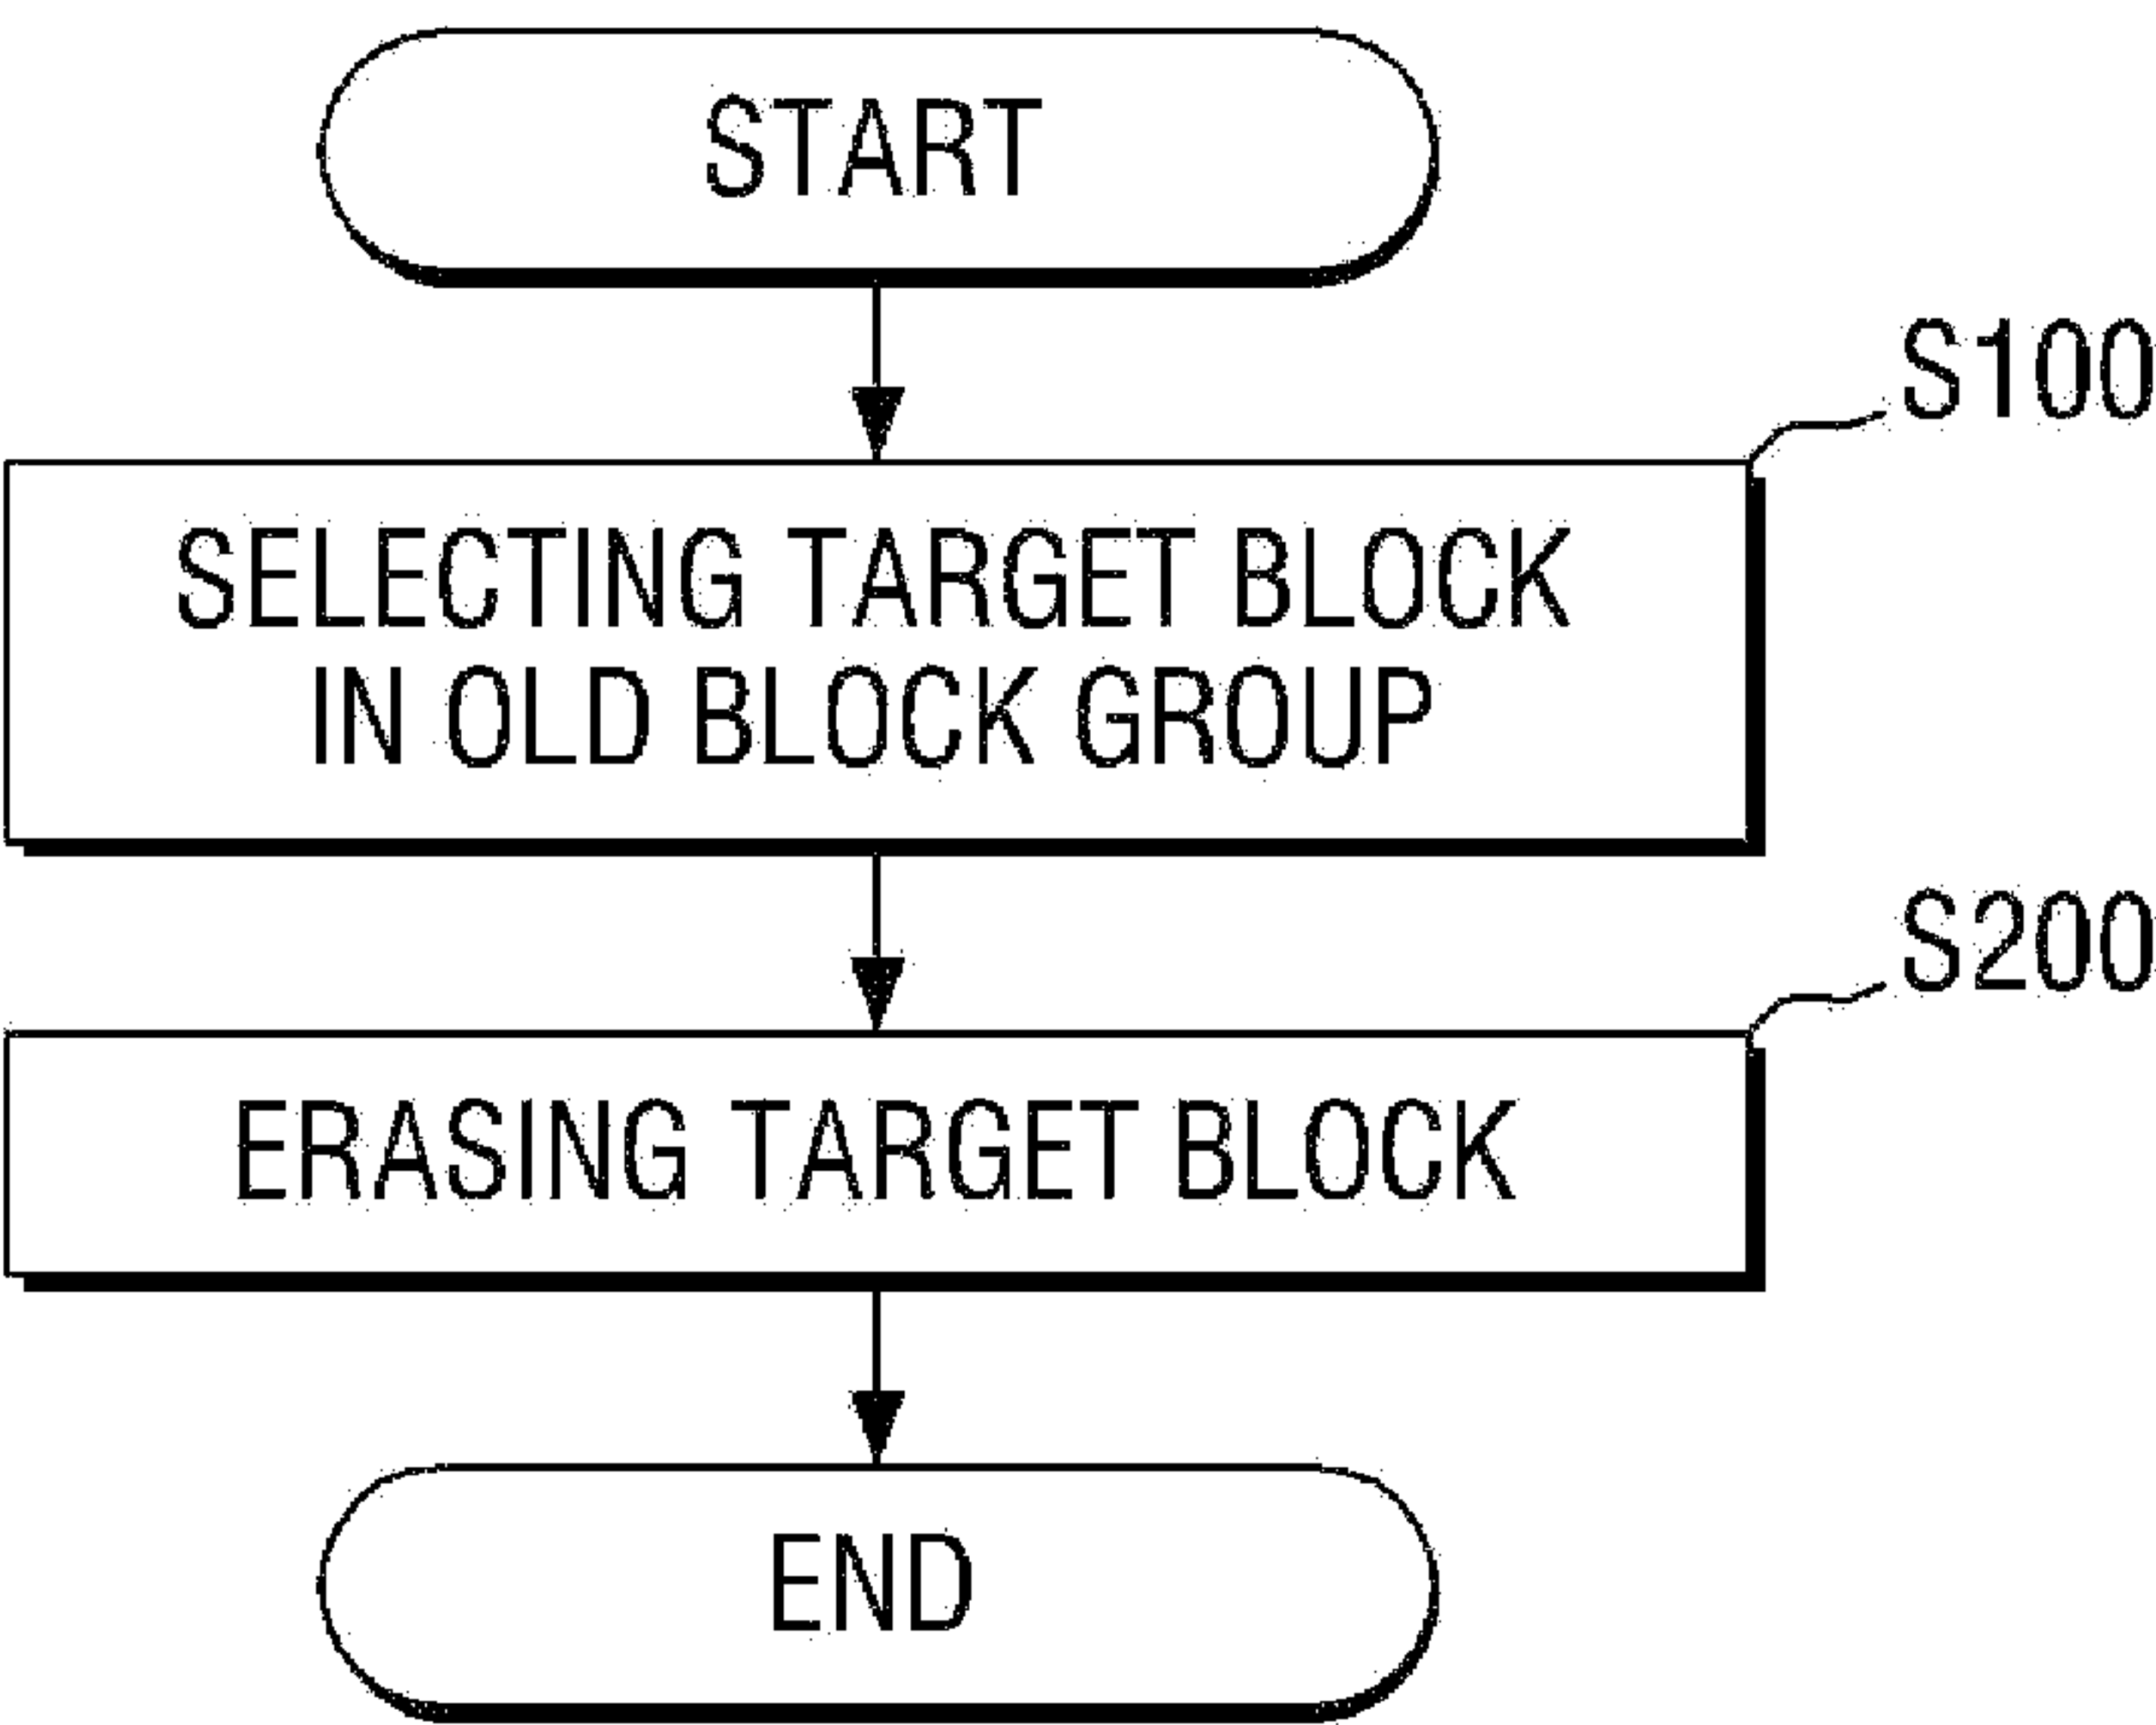 START
S100
SELECTING TARGET BLOCK
IN OLD BLOCK GROUP
S200
ERASING TARGET BLOCK
END